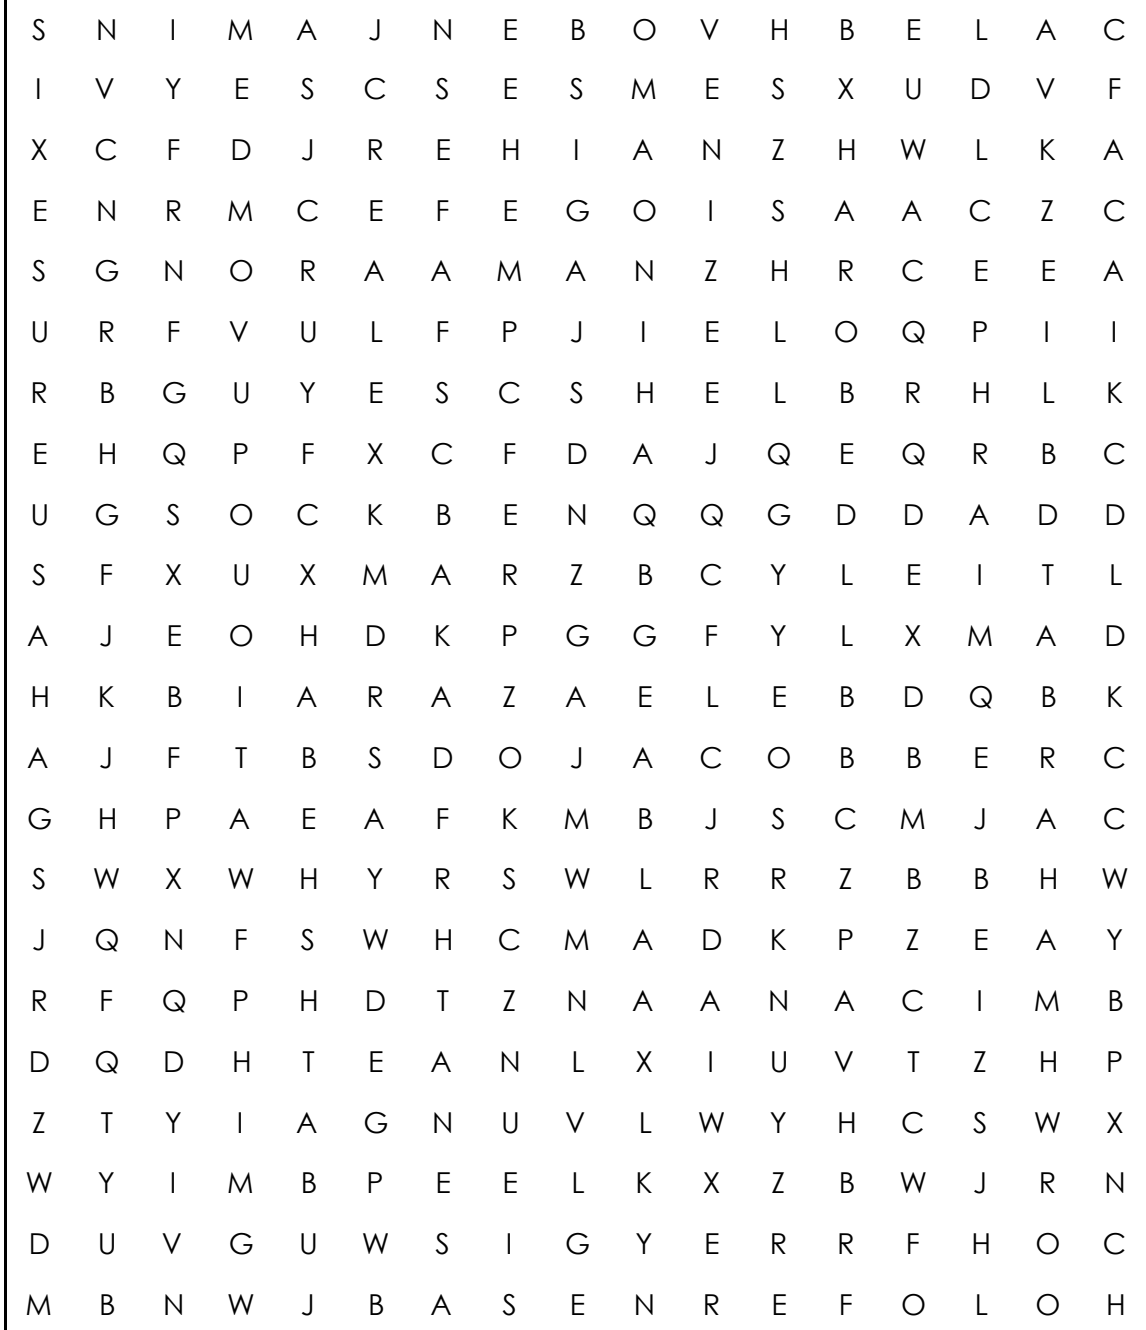 S N I M A J N E B O V H B E L A C
I V Y E S C S E S M E S X U D V F
X C F D J R E H I A N Z H W L K A
E N R M C E F E G O I S A A C Z C
S G N O R A A M A N Z H R C E E A
U R F V U L F P J I E L O Q P I I
R B G U Y E S C S H E L B R H L K
E H Q P F X C F D A J Q E Q R B C
U G S O C K B E N Q Q G D D A D D
S F X U X M A R Z B C Y L E I T L
A J E O H D K P G G F Y L X M A D
H K B I A R A Z A E L E B D Q B K
A J F T B S D O J A C O B B E R C
G H P A E A F K M B J S C M J A C
S W X W H Y R S W L R R Z B B H W
J Q N F S W H C M A D K P Z E A Y
R F Q P H D T Z N A A N A C I M B
D Q D H T E A N L X I U V T Z H P
Z T Y I A G N U V L W Y H C S W X
W Y I M B P E E L K X Z B W J R N
D U V G U W S I G Y E R R F H O C
M B N W J B A S E N R E F O L O H